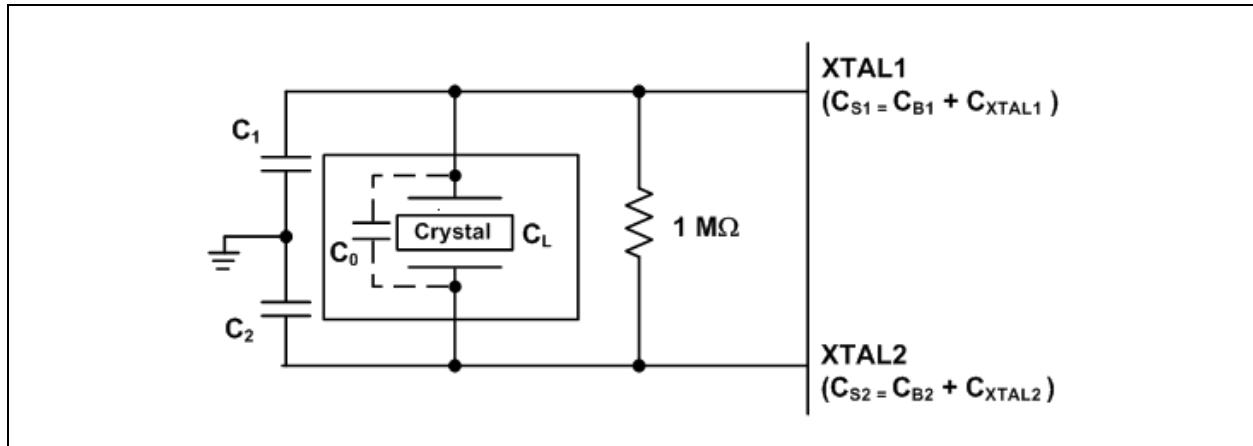 XTAL1
(CS1 = CB1 + CXTAL1 )
C1
Crystal
CL
C0
1 MΩ
C2
XTAL2
(CS2 = CB2 + CXTAL2 )